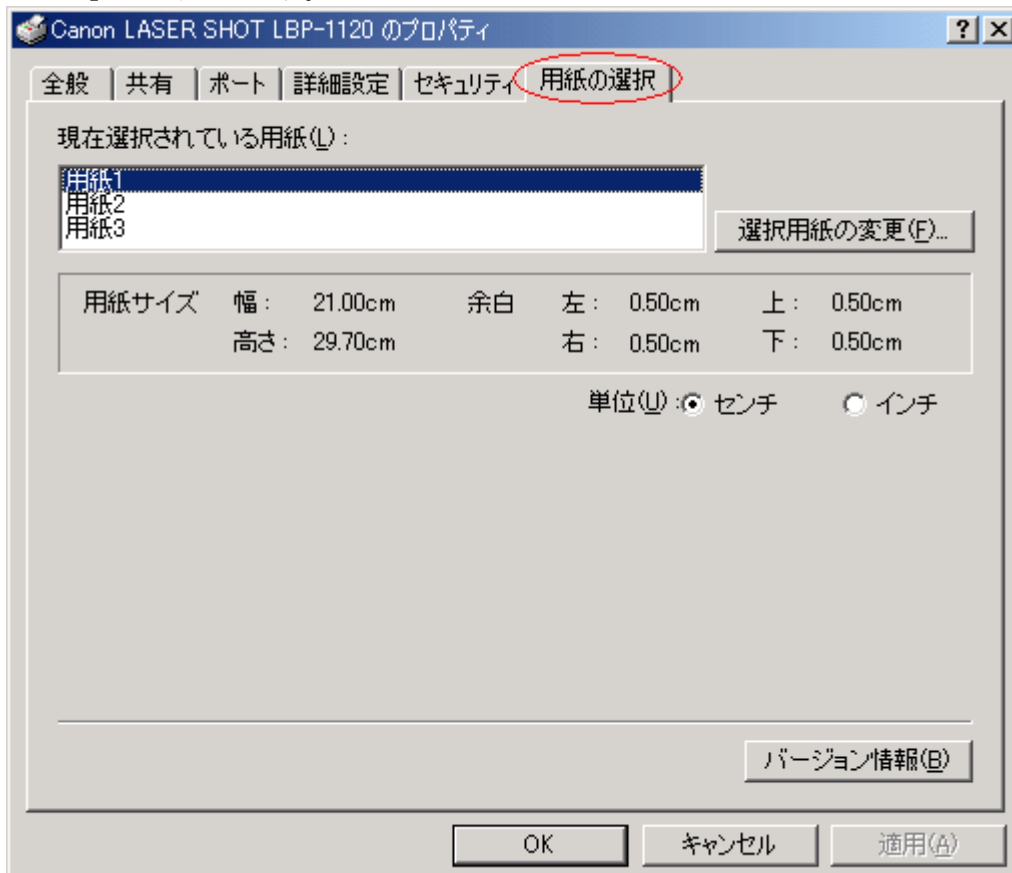 Canon LASER SHOT LBP-1120 のプロパティ
全般 共有 ポート 詳細設定 セキュリティ 用紙の選択
現在選択されている用紙(L):
用紙1
用紙2
用紙3
選択用紙の変更(F)...
用紙サイズ 幅: 21.00cm 余白 左: 0.50cm 上: 0.50cm
高さ: 29.70cm 右: 0.50cm 下: 0.50cm
単位(U): センチ インチ
バージョン情報(B)
OK キャンセル 適用(A)